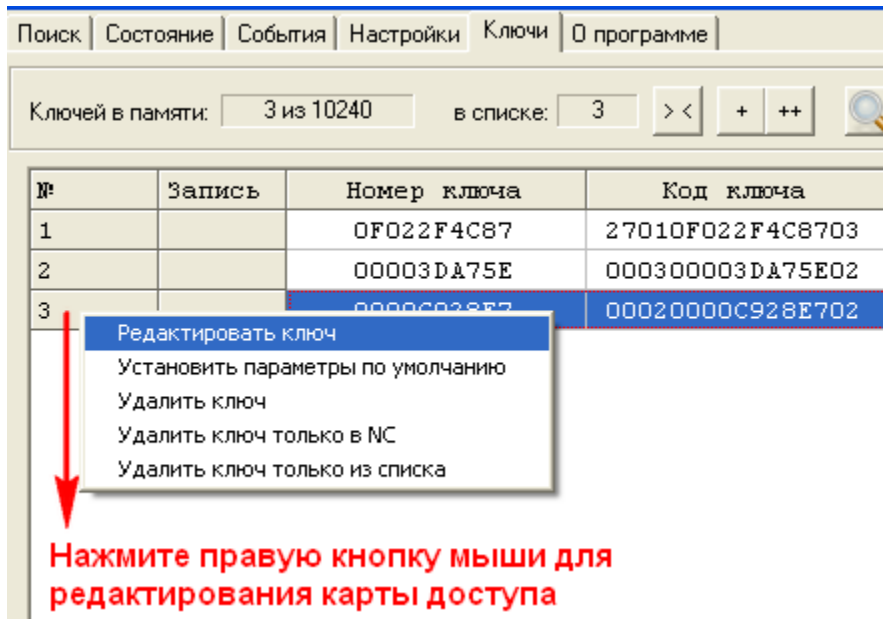 Поиск Состояние События Настройки Ключи О программе
Ключей в памяти: 3 из 10240 в списке: 3 > < + ++
№ Запись Номер ключа Код ключа
1 0F022F4C87 27010F022F4C8703
2 00003DA75E 000300003DA75E02
3 0000C928E7 00020000C928E702
Редактировать ключ
Установить параметры по умолчанию
Удалить ключ
Удалить ключ только в NC
Удалить ключ только из списка
Нажмите правую кнопку мыши для
редактирования карты доступа